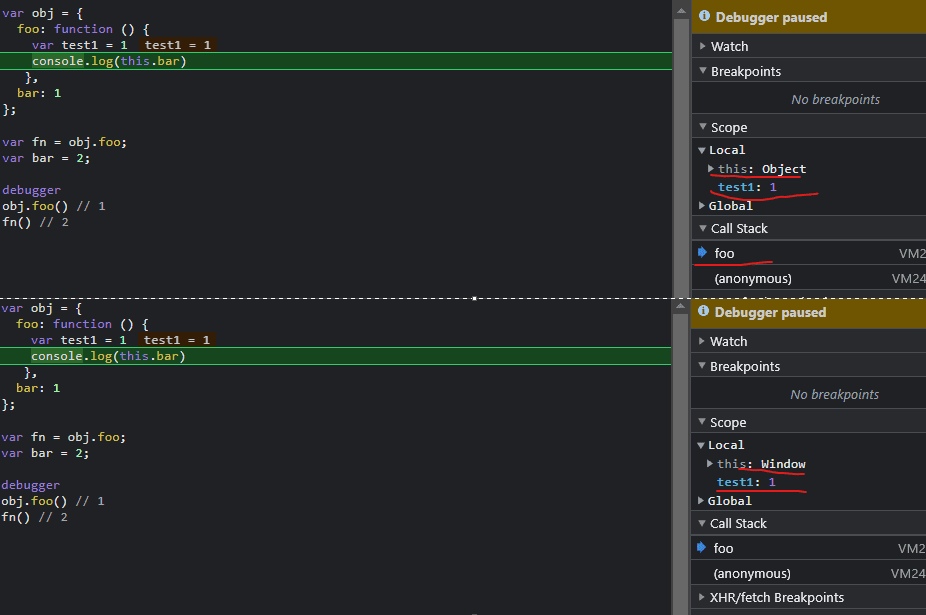 var obj = {
foo: function () {
var test1 = 1 test1 = 1
console.log(this.bar)
},
bar: 1
};
var fn = obj.foo;
var bar = 2;
debugger
obj.foo() // 1
fn() // 2
Debugger paused
Watch
Breakpoints
No breakpoints
Scope
Local
this: Object
test1: 1
Global
Call Stack
foo VM2
(anonymous) VM24
var obj = {
foo: function () {
var test1 = 1 test1 = 1
console.log(this.bar)
},
bar: 1
};
var fn = obj.foo;
var bar = 2;
debugger
obj.foo() // 1
fn() // 2
Debugger paused
Watch
Breakpoints
No breakpoints
Scope
Local
this: Window
test1: 1
Global
Call Stack
foo VM2
(anonymous) VM24
XHR/fetch Breakpoints